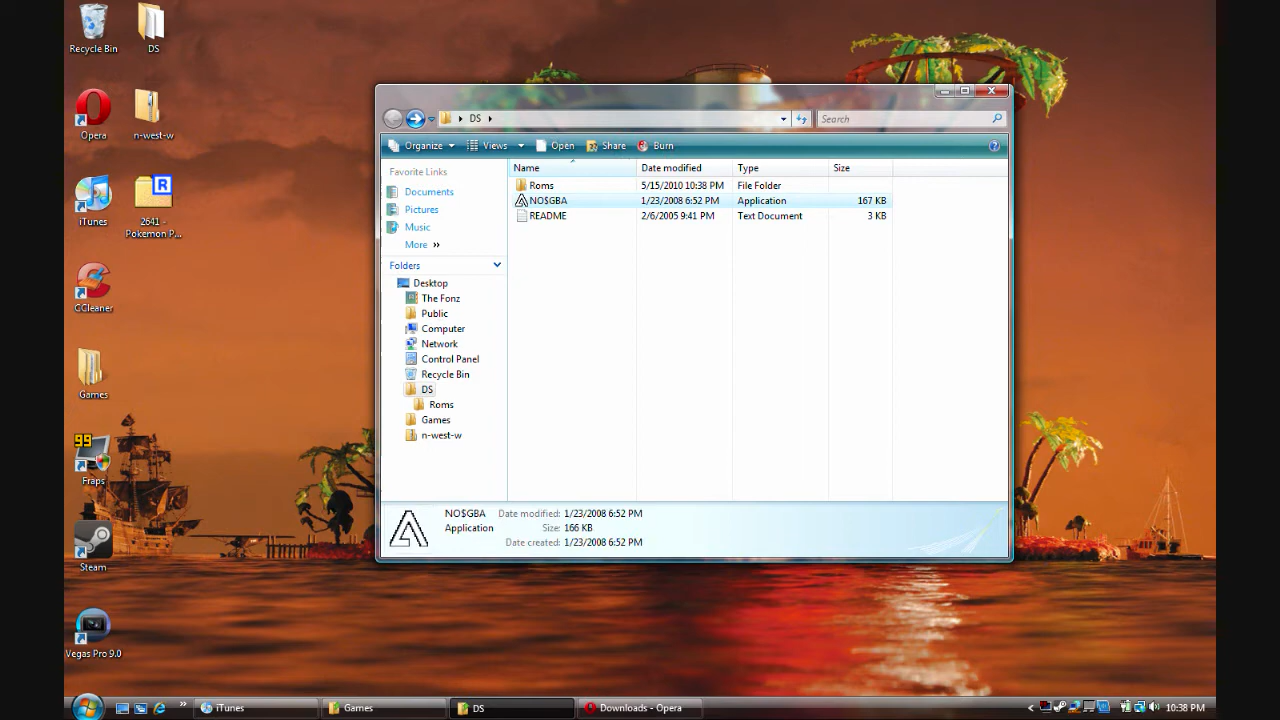 Recycle Bin
DS
Opera
n-west-w
iTunes
2641 -
Pokemon P...
CCleaner
Games
99
Fraps
Steam
Vegas Pro 9.0
DS
Search
Organize
Views
Open
Share
Burn
Favorite Links
Documents
Pictures
Music
More »
Folders
Desktop
The Fonz
Public
Computer
Network
Control Panel
Recycle Bin
DS
Roms
Games
n-west-w
Name Date modified Type Size
Roms 5/15/2010 10:38 PM File Folder
NO$GBA 1/23/2008 6:52 PM Application 167 KB
README 2/6/2005 9:41 PM Text Document 3 KB
NO$GBA Date modified: 1/23/2008 6:52 PM
Application Size: 166 KB
Date created: 1/23/2008 6:52 PM
iTunes
Games
DS
Downloads - Opera
10:38 PM